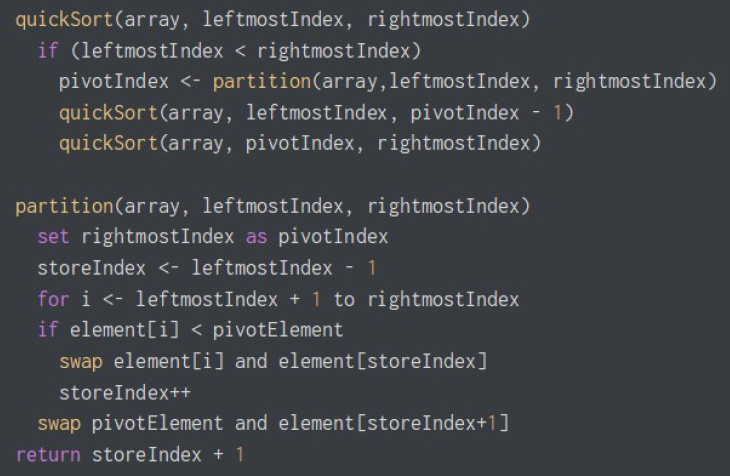 quickSort(array, leftmostIndex, rightmostIndex)
  if (leftmostIndex < rightmostIndex)
    pivotIndex <- partition(array,leftmostIndex, rightmostIndex)
    quickSort(array, leftmostIndex, pivotIndex - 1)
    quickSort(array, pivotIndex, rightmostIndex)

partition(array, leftmostIndex, rightmostIndex)
  set rightmostIndex as pivotIndex
  storeIndex <- leftmostIndex - 1
  for i <- leftmostIndex + 1 to rightmostIndex
  if element[i] < pivotElement
    swap element[i] and element[storeIndex]
    storeIndex++
  swap pivotElement and element[storeIndex+1]
return storeIndex + 1